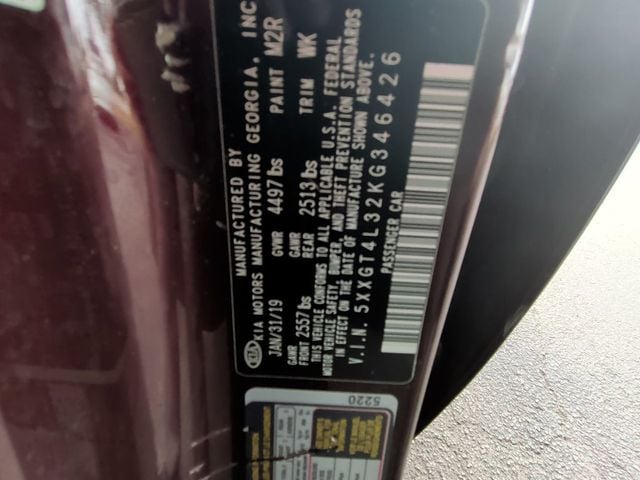 MANUFACTURED BY
KIA MOTORS MANUFACTURING GEORGIA, INC
JAN/31/19 GVWR 4497lbs PAINT M2R
GAWR FRONT 2557lbs GAWR REAR 2513lbs TRIM WK
THIS VEHICLE CONFORMS TO ALL APPLICABLE U.S.A. FEDERAL
MOTOR VEHICLE SAFETY, BUMPER, AND THEFT PREVENTION STANDARDS
IN EFFECT ON THE DATE OF MANUFACTURE SHOWN ABOVE.
V.I.N. 5XXGT4L32KG346426
PASSENGER CAR
KIA
5220